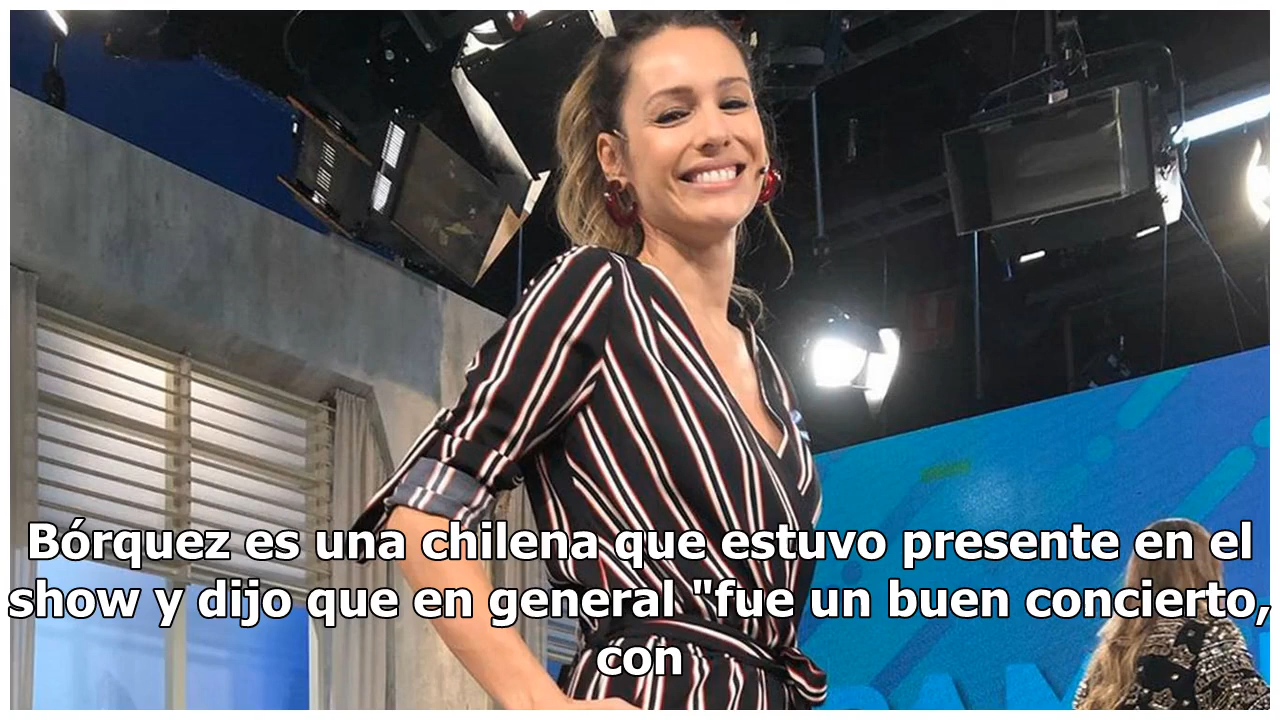 Bórquez es una chilena que estuvo presente en el
show y dijo que en general "fue un buen concierto,
con